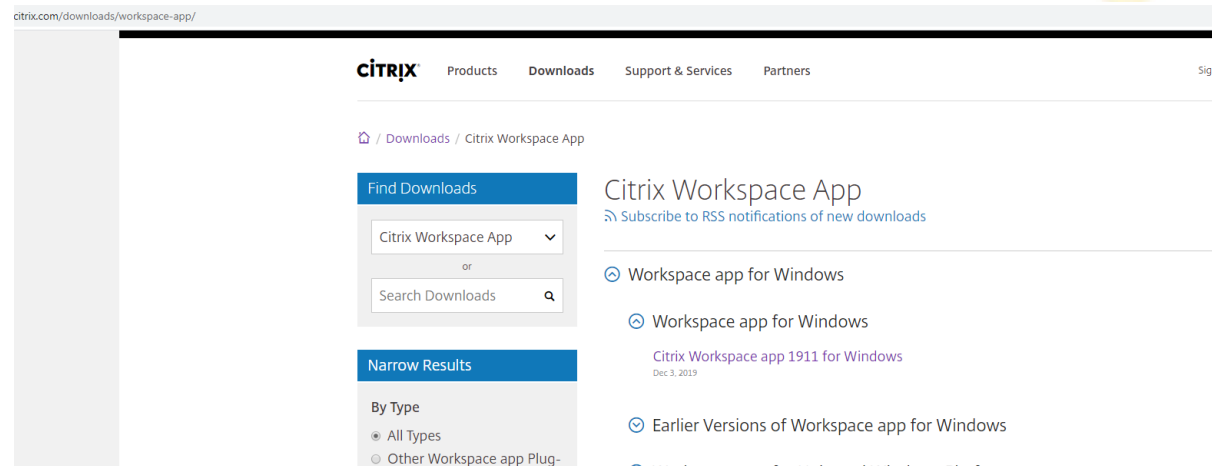 citrix.com/downloads/workspace-app/
CİTRIX Products Downloads Support & Services Partners
/ Downloads / Citrix Workspace App
Find Downloads
Citrix Workspace App
or
Search Downloads
Narrow Results
By Type
All Types
Other Workspace app Plug-
Citrix Workspace App
Subscribe to RSS notifications of new downloads
Workspace app for Windows
Workspace app for Windows
Citrix Workspace app 1911 for Windows
Dec 3, 2019
Earlier Versions of Workspace app for Windows